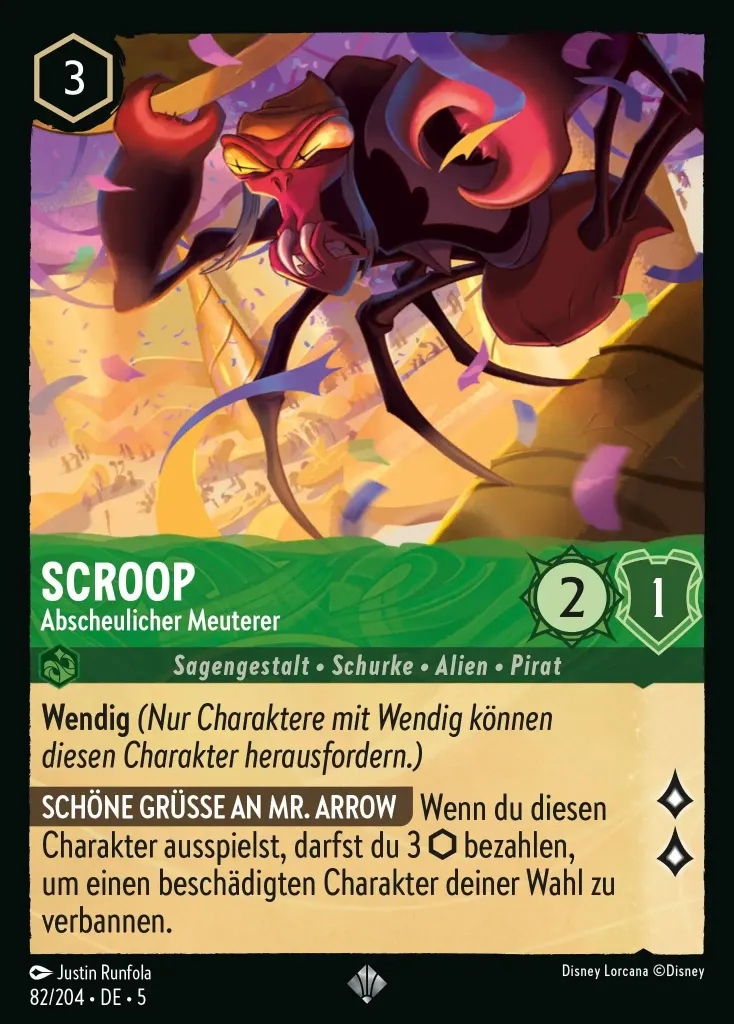 3
SCROOP
Abscheulicher Meuterer
2
1
Sagengestalt • Schurke • Alien • Pirat
Wendig (Nur Charaktere mit Wendig können
diesen Charakter herausfordern.)
SCHÖNE GRÜSSE AN MR. ARROW Wenn du diesen
Charakter ausspielst, darfst du 3 ⬡ bezahlen,
um einen beschädigten Charakter deiner Wahl zu
verbannen.
Justin Runfola
Disney Lorcana ©Disney
82/204 • DE • 5